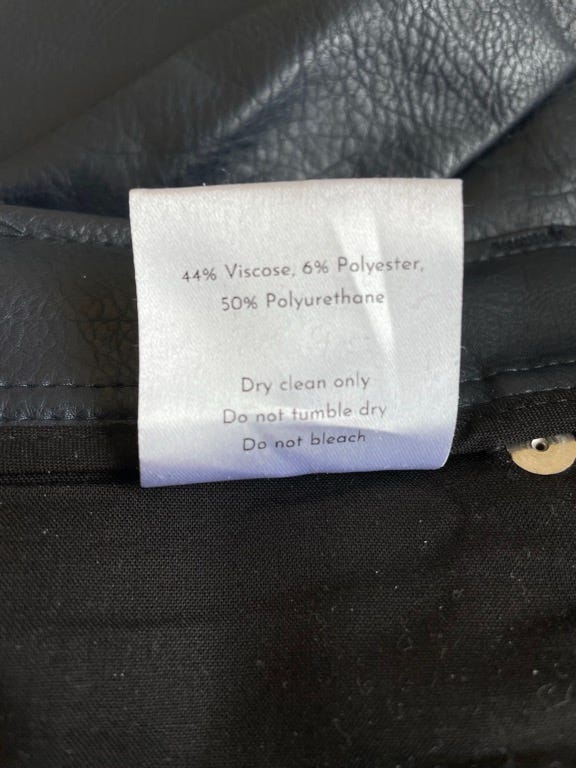 44% Viscose, 6% Polyester,
50% Polyurethane
Dry clean only
Do not tumble dry
Do not bleach